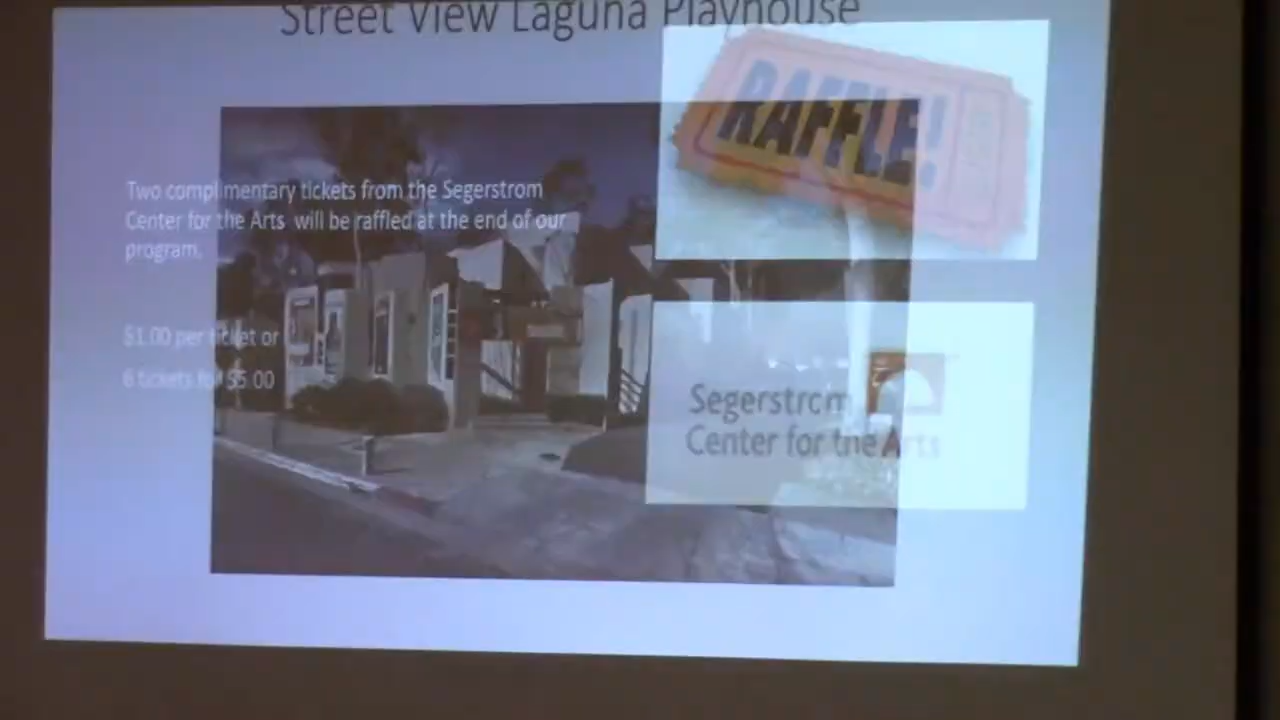 Street View Laguna Playhouse
RAFFLE!
Two complimentary tickets from the Segerstrom
Center for the Arts will be raffled at the end of our
program.
$1.00 per ticket or
6 tickets for $5.00
Segerstrom
Center for the Arts